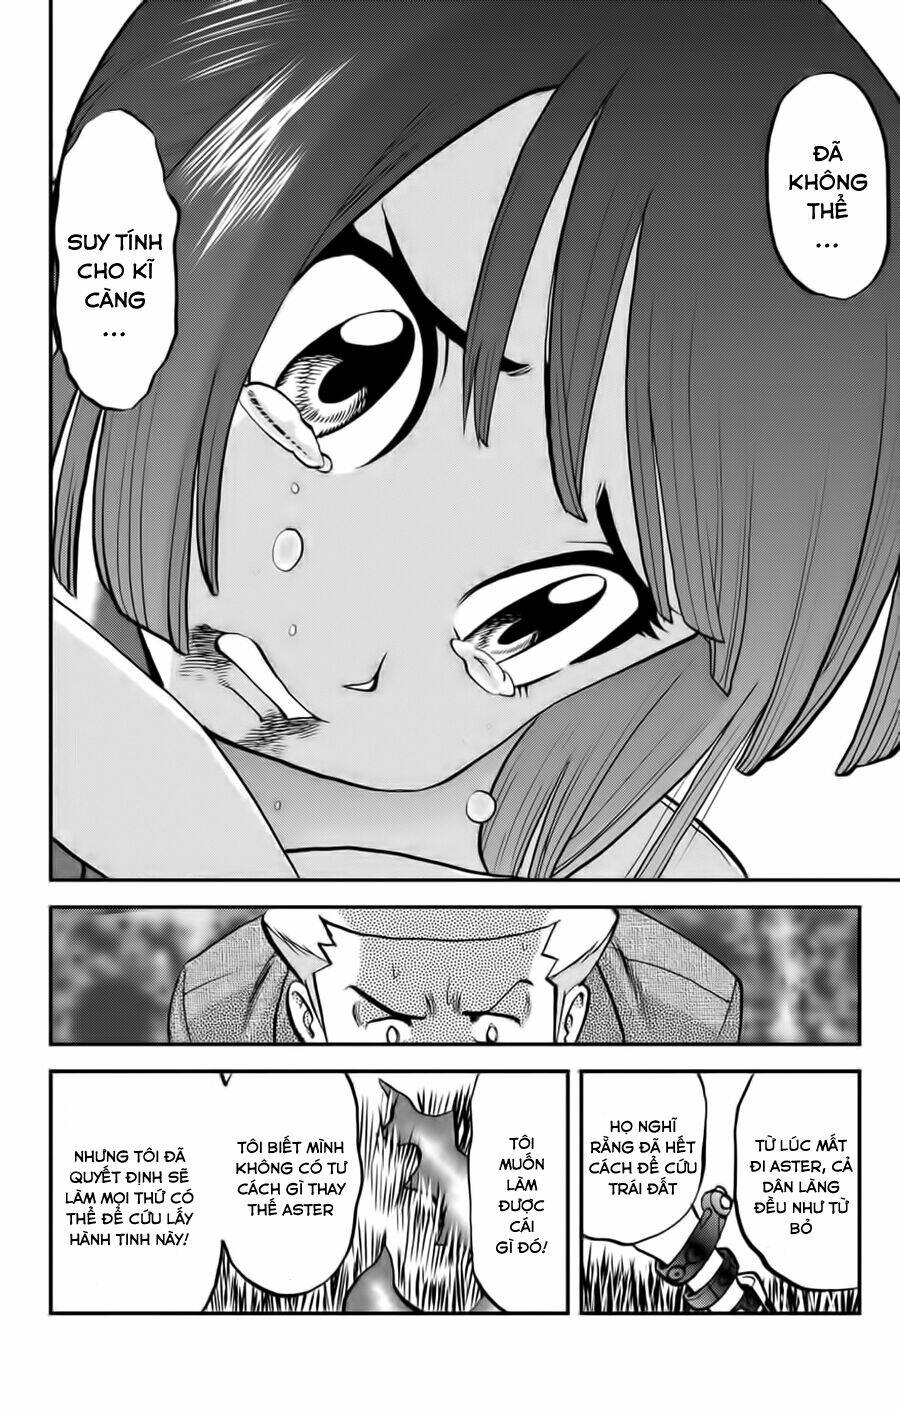 ĐÃ
KHÔNG
THỂ
...
SUY TÍNH
CHO KĨ
CÀNG
...
TỪ LÚC MẤT
ĐI ASTER, CẢ
DÂN LÀNG
ĐỀU NHƯ TỪ
BỎ
HỌ NGHĨ
RẰNG ĐÃ HẾT
CÁCH ĐỂ CỨU
TRÁI ĐẤT
TÔI
MUỐN
LÀM
ĐƯỢC
CÁI
GÌ ĐÓ!
TÔI BIẾT MÌNH
KHÔNG CÓ TƯ
CÁCH GÌ THAY
THẾ ASTER
NHƯNG TÔI ĐÃ
QUYẾT ĐỊNH SẼ
LÀM MỌI THỨ CÓ
THỂ ĐỂ CỨU LẤY
HÀNH TINH NÀY!